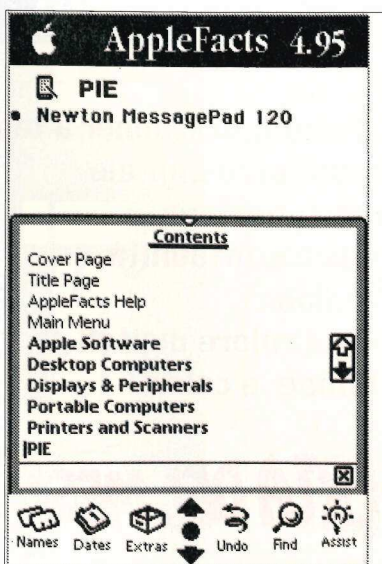 AppleFacts 4.95
PIE
• Newton MessagePad 120
Contents
Cover Page
Title Page
AppleFacts Help
Main Menu
Apple Software
Desktop Computers
Displays & Peripherals
Portable Computers
Printers and Scanners
PIE
Names Dates Extras Undo Find Assist